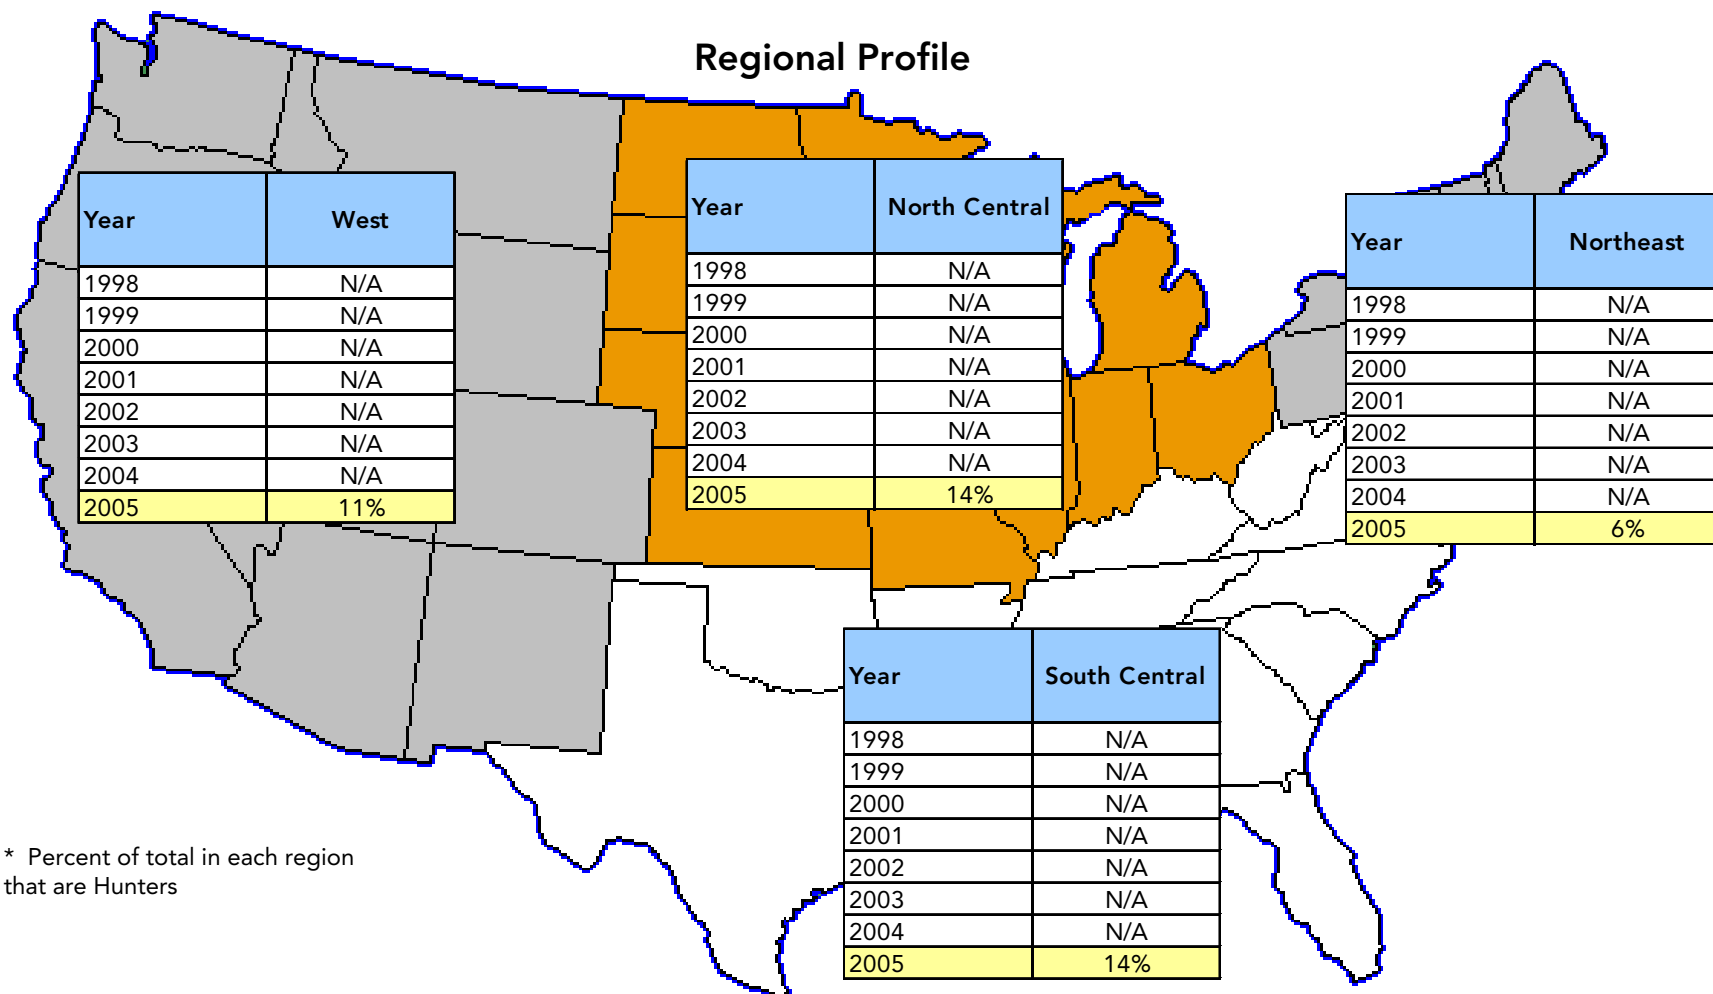 Regional Profile
Year West
1998 N/A
1999 N/A
2000 N/A
2001 N/A
2002 N/A
2003 N/A
2004 N/A
2005 11%
Year North Central
1998 N/A
1999 N/A
2000 N/A
2001 N/A
2002 N/A
2003 N/A
2004 N/A
2005 14%
Year Northeast
1998 N/A
1999 N/A
2000 N/A
2001 N/A
2002 N/A
2003 N/A
2004 N/A
2005 6%
Year South Central
1998 N/A
1999 N/A
2000 N/A
2001 N/A
2002 N/A
2003 N/A
2004 N/A
2005 14%
* Percent of total in each region
that are Hunters